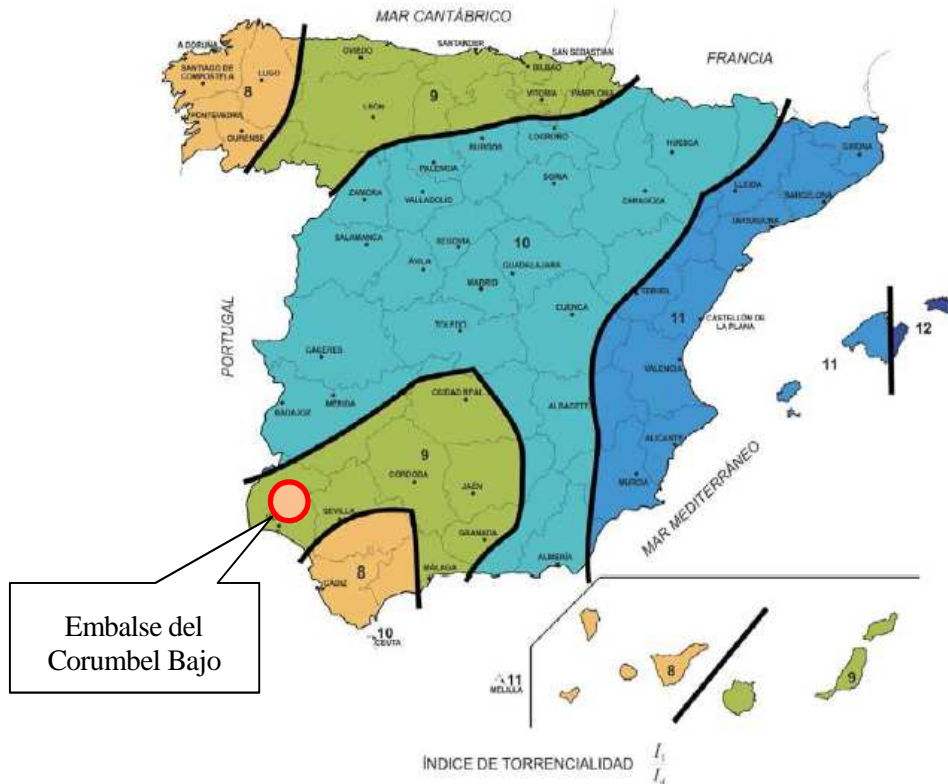 MAR CANTÁBRICO
FRANCIA
A CORUÑA
SANTIAGO DE
COMPOSTELA
LUGO
8
PONTEVEDRA
OURENSE
OVIEDO
SANTANDER
SAN SEBASTIÁN
BILBAO
VITORIA
PAMPLONA
LEÓN
9
BURGOS
LOGROÑO
HUESCA
PALENCIA
ZAMORA
VALLADOLID
SORIA
ZARAGOZA
LLEIDA
GIRONA
BARCELONA
TARRAGONA
SALAMANCA
SEGOVIA
10
ÁVILA
GUADALAJARA
MADRID
TERUEL
CUENCA
TOLEDO
11
CASTELLÓN DE
LA PLANA
12
11
PORTUGAL
CÁCERES
VALENCIA
BADAJOZ
MÉRIDA
CIUDAD REAL
ALBACETE
ALICANTE
MURCIA
MAR MEDITERRÁNEO
9
CÓRDOBA
JAÉN
SEVILLA
GRANADA
ALMERÍA
MÁLAGA
8
CÁDIZ
10
CEUTA
Embalse del
Corumbel Bajo
11
MELILLA
8
9
ÍNDICE DE TORRENCIALIDAD I₁
I_d